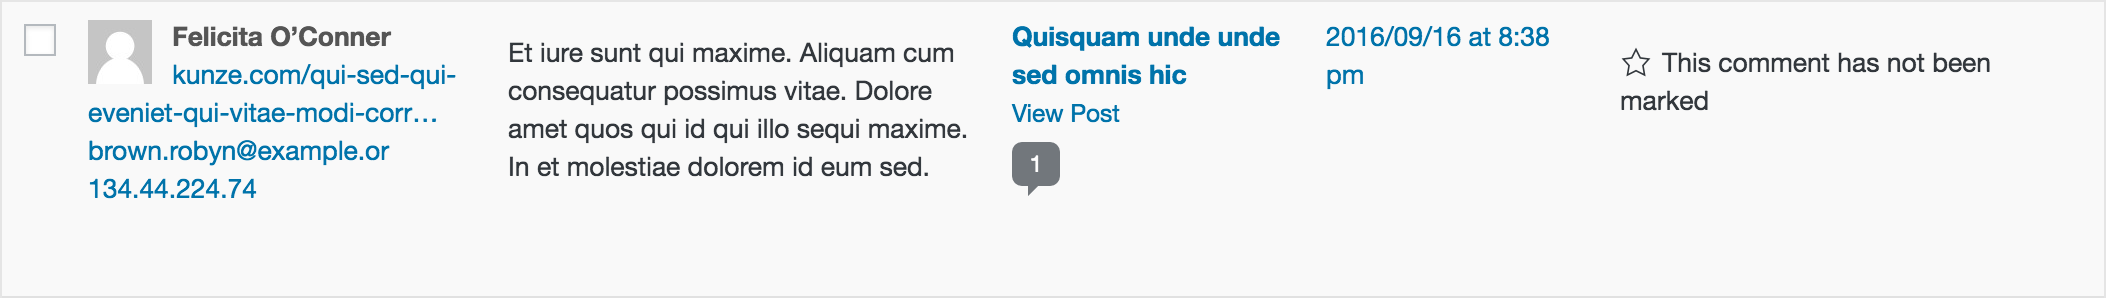 Felicita O’Conner
kunze.com/qui-sed-qui-
eveniet-qui-vitae-modi-corr…
brown.robyn@example.or
134.44.224.74
Et iure sunt qui maxime. Aliquam cum
consequatur possimus vitae. Dolore
amet quos qui id qui illo sequi maxime.
In et molestiae dolorem id eum sed.
Quisquam unde unde
sed omnis hic
View Post
1
2016/09/16 at 8:38
pm
This comment has not been
marked